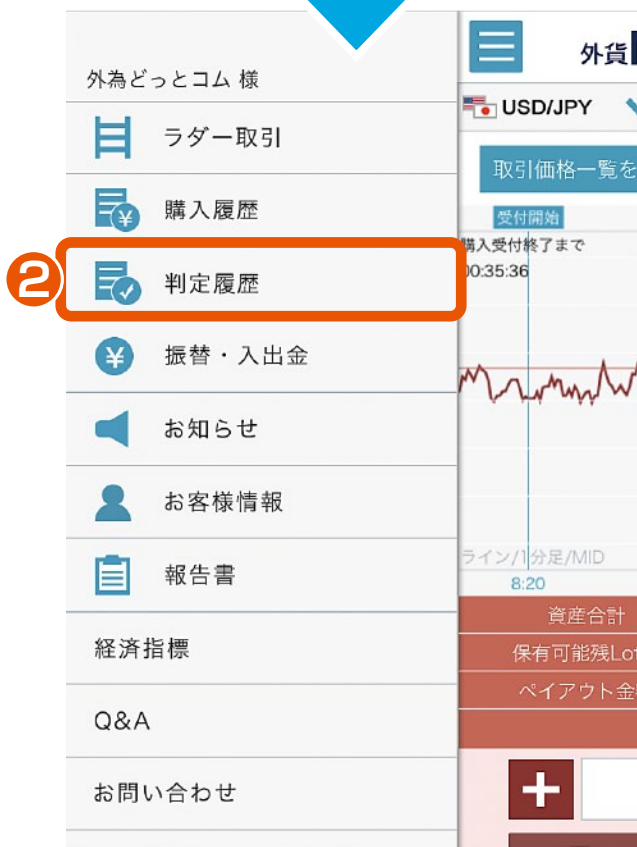 外為どっとコム 様
ラダー取引
購入履歴
2
判定履歴
振替・入出金
お知らせ
お客様情報
報告書
経済指標
Q&A
お問い合わせ
外貨
USD/JPY
取引価格一覧を
受付開始
購入受付終了まで
00:35:36
ライン/1分足/MID
8:20
資産合計
保有可能残Lot
ペイアウト金